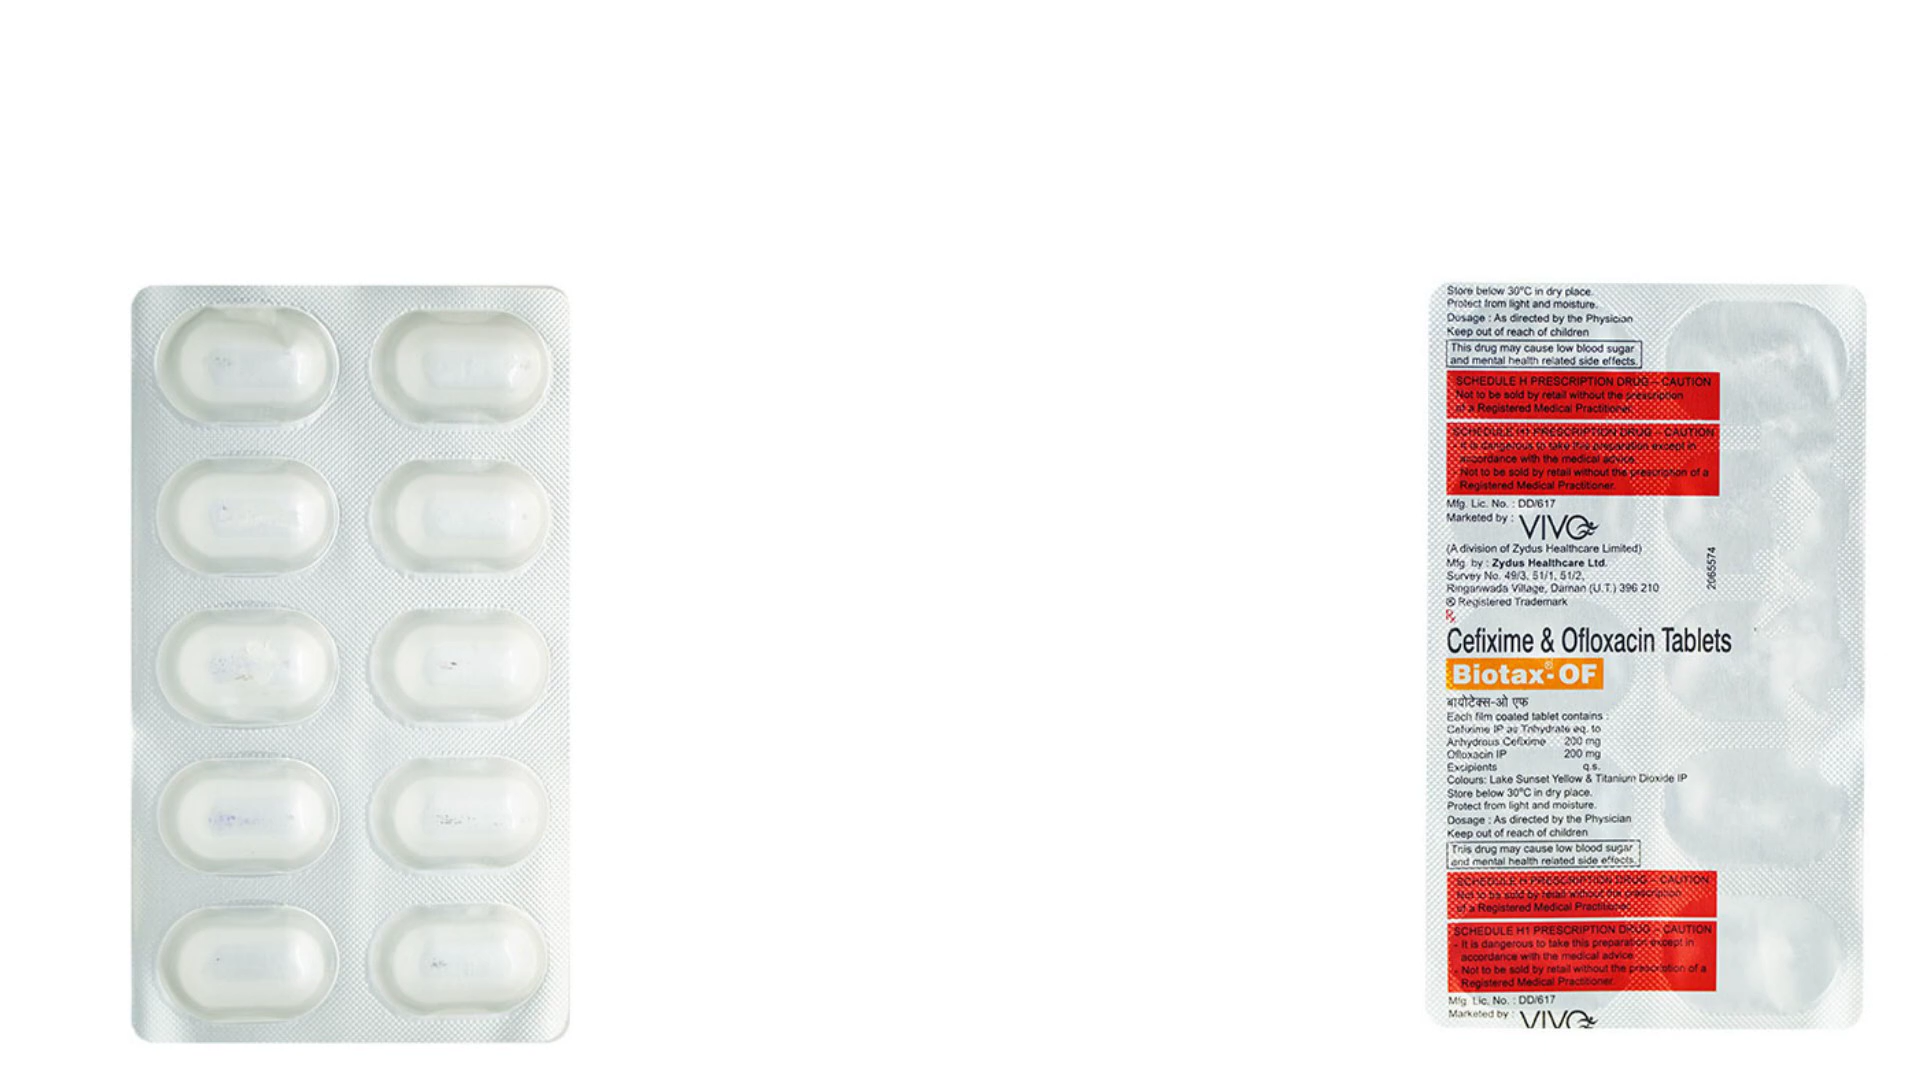 Store below 30°C in dry place.
Protect from light and moisture.
Dosage : As directed by the Physician
Keep out of reach of children
This drug may cause low blood sugar
and mental health related side effects.
SCHEDULE H PRESCRIPTION DRUG – CAUTION
Not to be sold by retail without the prescription
of a Registered Medical Practitioner.
SCHEDULE H1 PRESCRIPTION DRUG – CAUTION
- It is dangerous to take this preparation except in
accordance with the medical advice.
- Not to be sold by retail without the prescription of a
Registered Medical Practitioner.
Mfg. Lic. No. : DD/617
Marketed by : VIVO
(A division of Zydus Healthcare Limited)
Mfg. by : Zydus Healthcare Ltd.
Survey No. 49/3, 51/1, 51/2,
Ringanwada Village, Daman (U.T.) 396 210
® Registered Trademark
2065574
Rx
Cefixime & Ofloxacin Tablets
Biotax®-OF
बायोटेक्स-ओ एफ
Each film coated tablet contains :
Cefixime IP as Trihydrate eq. to
Anhydrous Cefixime 200 mg
Ofloxacin IP 200 mg
Excipients q.s.
Colours: Lake Sunset Yellow & Titanium Dioxide IP
Store below 30°C in dry place.
Protect from light and moisture.
Dosage : As directed by the Physician
Keep out of reach of children
This drug may cause low blood sugar
and mental health related side effects.
SCHEDULE H PRESCRIPTION DRUG – CAUTION
Not to be sold by retail without the prescription
of a Registered Medical Practitioner.
SCHEDULE H1 PRESCRIPTION DRUG – CAUTION
- It is dangerous to take this preparation except in
accordance with the medical advice.
- Not to be sold by retail without the prescription of a
Registered Medical Practitioner.
Mfg. Lic. No. : DD/617
Marketed by : VIVO